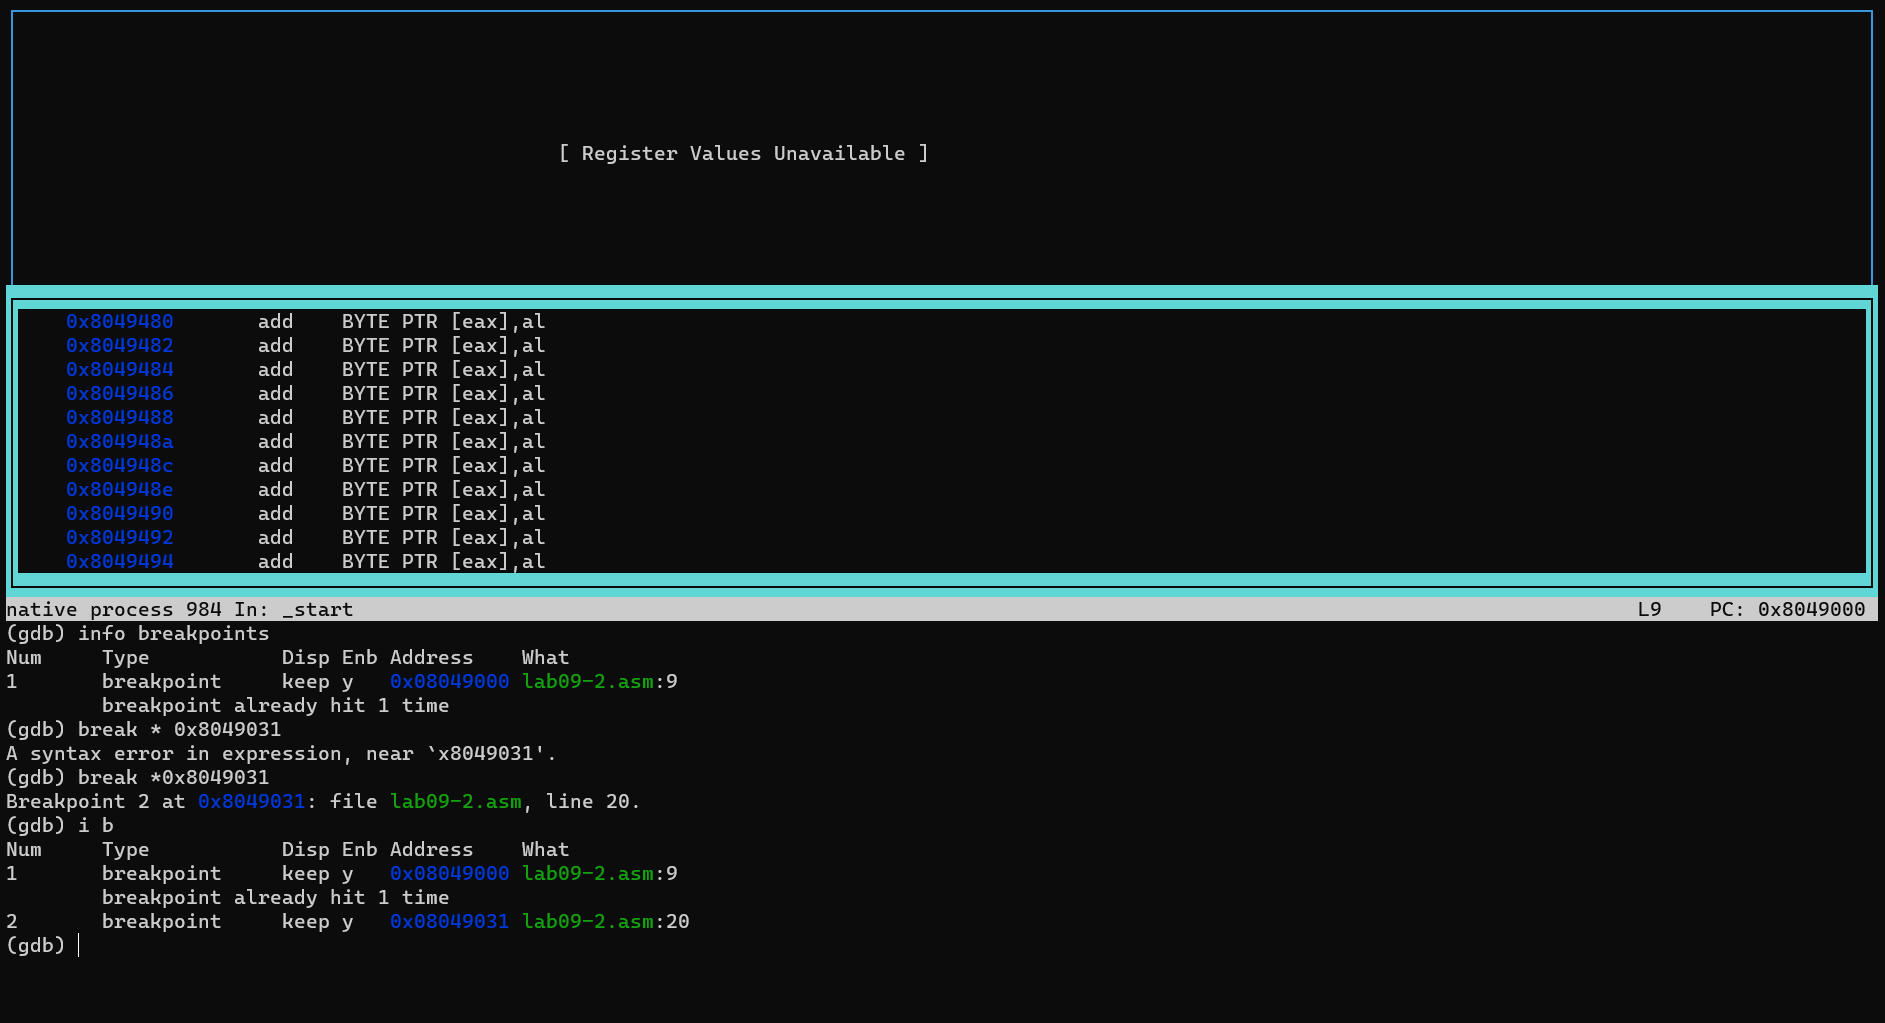 [ Register Values Unavailable ]
0x8049480 add BYTE PTR [eax],al
0x8049482 add BYTE PTR [eax],al
0x8049484 add BYTE PTR [eax],al
0x8049486 add BYTE PTR [eax],al
0x8049488 add BYTE PTR [eax],al
0x804948a add BYTE PTR [eax],al
0x804948c add BYTE PTR [eax],al
0x804948e add BYTE PTR [eax],al
0x8049490 add BYTE PTR [eax],al
0x8049492 add BYTE PTR [eax],al
0x8049494 add BYTE PTR [eax],al
native process 984 In: _start L9 PC: 0x8049000
(gdb) info breakpoints
Num Type Disp Enb Address What
1 breakpoint keep y 0x08049000 lab09-2.asm:9
breakpoint already hit 1 time
(gdb) break * 0x8049031
A syntax error in expression, near `x8049031'.
(gdb) break *0x8049031
Breakpoint 2 at 0x8049031: file lab09-2.asm, line 20.
(gdb) i b
Num Type Disp Enb Address What
1 breakpoint keep y 0x08049000 lab09-2.asm:9
breakpoint already hit 1 time
2 breakpoint keep y 0x08049031 lab09-2.asm:20
(gdb)